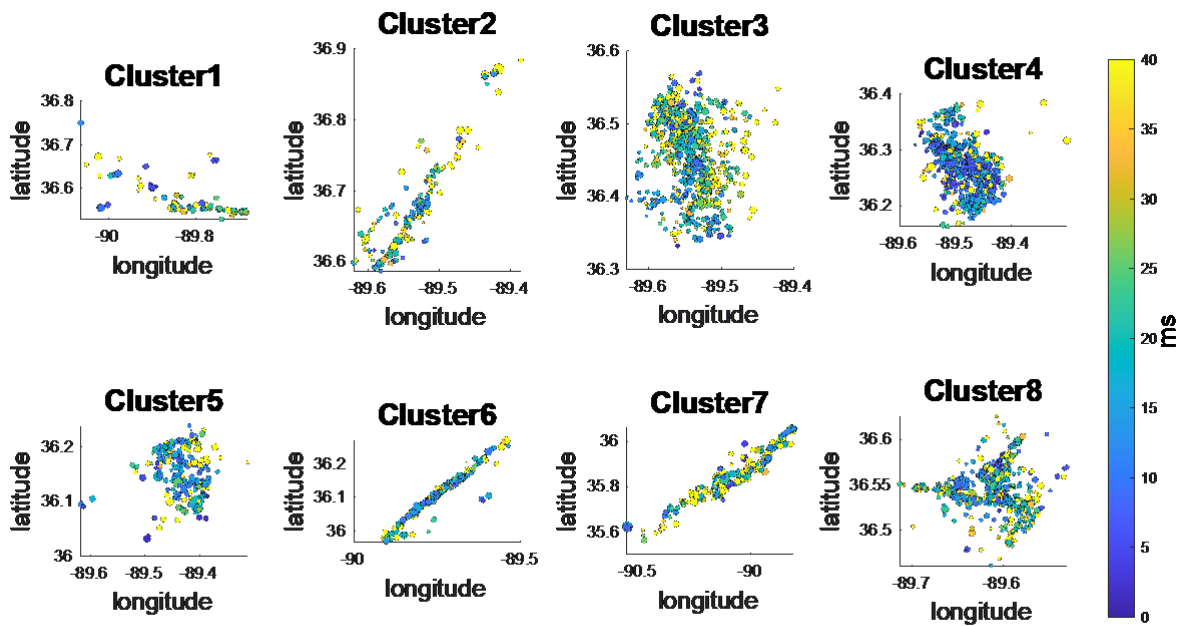 Cluster1
36.8
36.7
36.6
latitude
-90
-89.8
longitude
Cluster2
36.9
36.8
36.7
36.6
latitude
-89.6
-89.5
-89.4
longitude
Cluster3
36.6
36.5
36.4
36.3
latitude
-89.6
-89.5
-89.4
longitude
Cluster4
36.4
36.3
36.2
latitude
-89.6
-89.5
-89.4
longitude
40
35
30
25
20
15
10
5
0
ms
Cluster5
36.2
36.1
36
latitude
-89.6
-89.5
-89.4
longitude
Cluster6
36.2
36.1
36
latitude
-90
-89.5
longitude
Cluster7
36
35.8
35.6
latitude
-90.5
-90
longitude
Cluster8
36.6
36.55
36.5
latitude
-89.7
-89.6
longitude